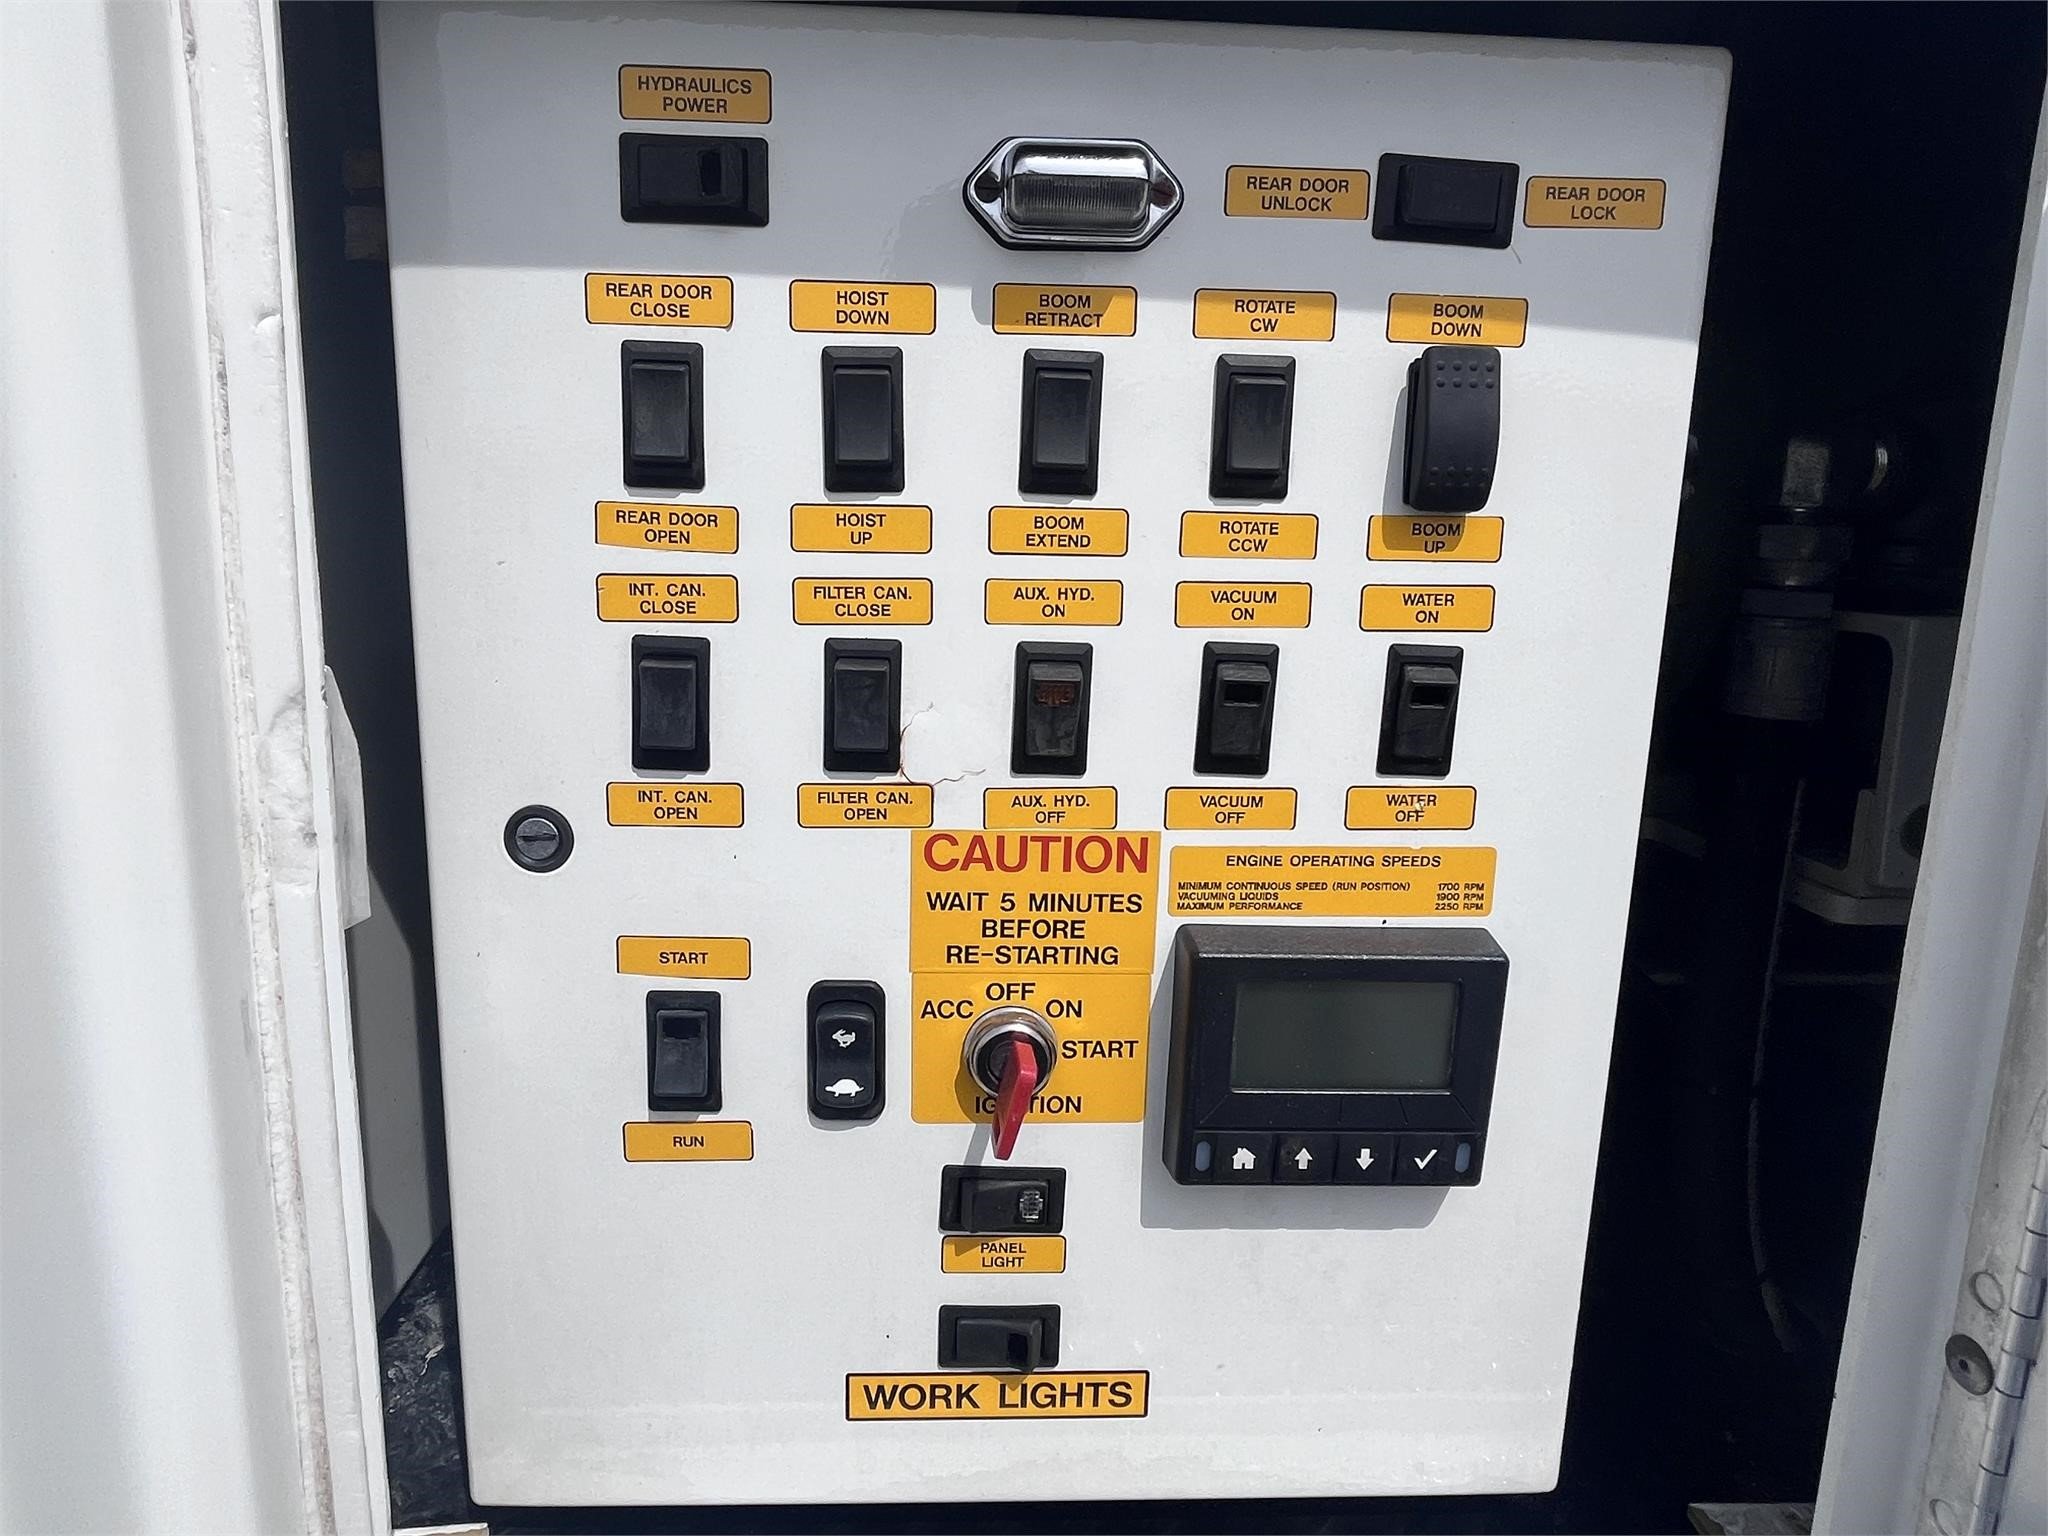 HYDRAULICS
POWER
REAR DOOR
UNLOCK
REAR DOOR
LOCK
REAR DOOR
CLOSE
HOIST
DOWN
BOOM
RETRACT
ROTATE
CW
BOOM
DOWN
REAR DOOR
OPEN
HOIST
UP
BOOM
EXTEND
ROTATE
CCW
BOOM
UP
INT. CAN.
CLOSE
FILTER CAN.
CLOSE
AUX. HYD.
ON
VACUUM
ON
WATER
ON
INT. CAN.
OPEN
FILTER CAN.
OPEN
AUX. HYD.
OFF
VACUUM
OFF
WATER
OFF
CAUTION
WAIT 5 MINUTES
BEFORE
RE-STARTING
ENGINE OPERATING SPEEDS
MINIMUM CONTINUOUS SPEED (RUN POSITION) 1700 RPM
VACUUMING LIQUIDS 1900 RPM
MAXIMUM PERFORMANCE 2250 RPM
START
RUN
ACC OFF ON
START
IGNITION
PANEL
LIGHT
WORK LIGHTS